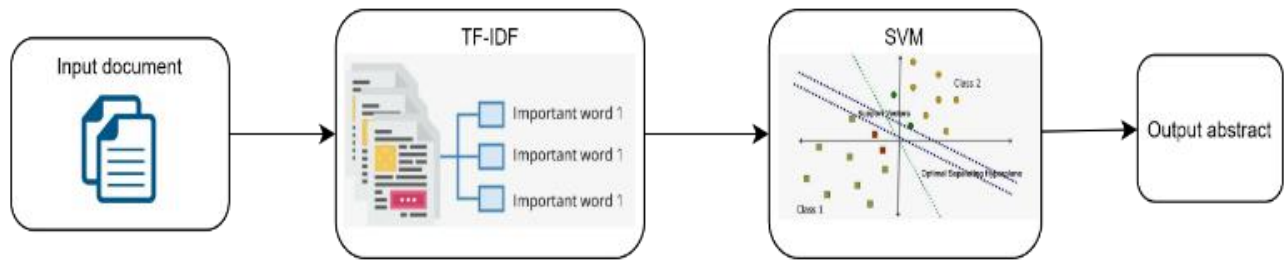 Input document
TF-IDF
Important word 1
Important word 1
Important word 1
SVM
Class 2
Support Vectors
Optimal Separating Hyperplane
Class 1
Output abstract